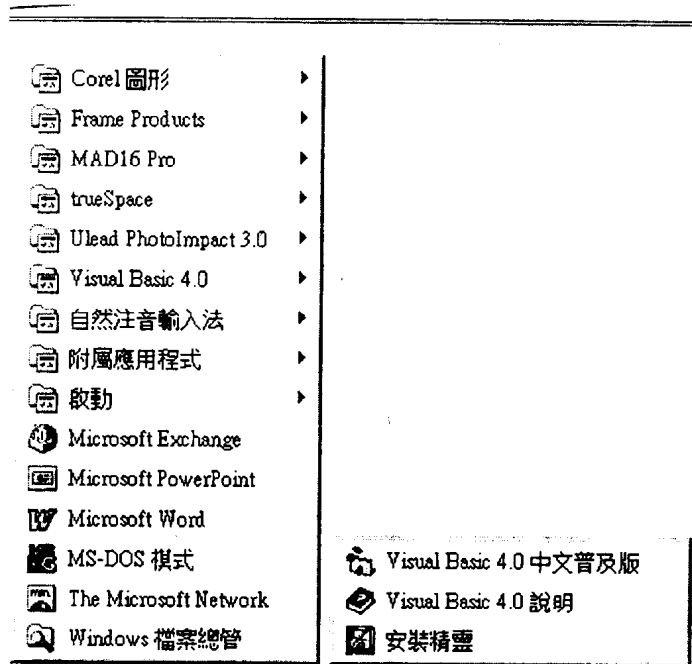 Corel 圖形
Frame Products
MAD16 Pro
trueSpace
Ulead PhotoImpact 3.0
Visual Basic 4.0
自然注音輸入法
附屬應用程式
啟動
Microsoft Exchange
Microsoft PowerPoint
Microsoft Word
MS-DOS 模式
The Microsoft Network
Windows 檔案總管
Visual Basic 4.0 中文普及版
Visual Basic 4.0 說明
安裝精靈